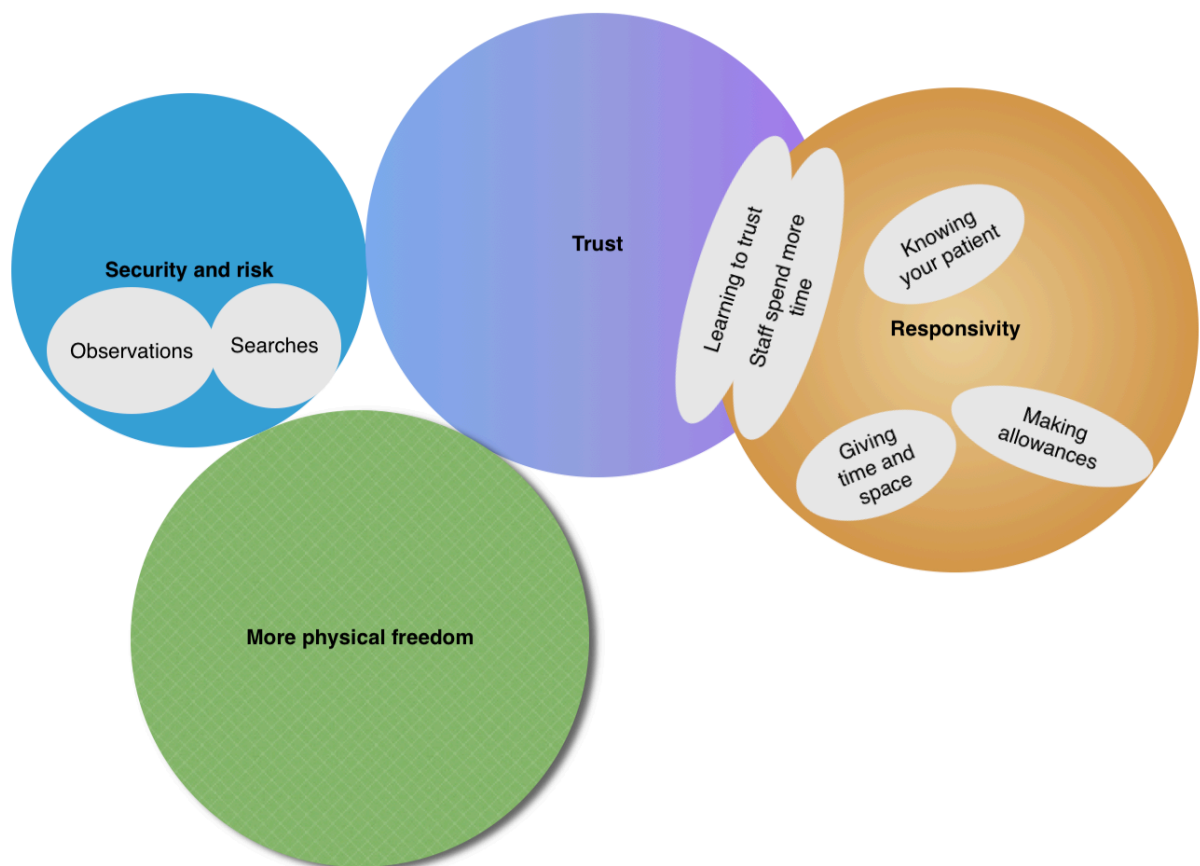 Security and risk
Observations
Searches
Trust
Learning to trust
Staff spend more
time
Knowing
your patient
Responsivity
Giving
time and
space
Making
allowances
More physical freedom